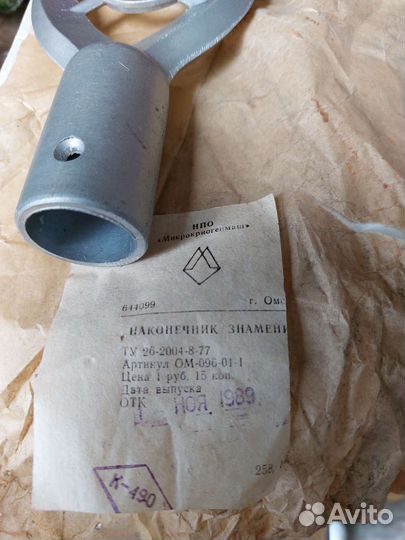 НПО
«Микрокриогенмаш»
644099 г. Омс
НАКОНЕЧНИК ЗНАМЕНИ
ТУ 26-2004-8-77
Артикул ОМ-096-01-1
Цена 1 руб. 15 коп.
Дата выпуска
ОТК НОЯ 1989
258
К-490
Avito